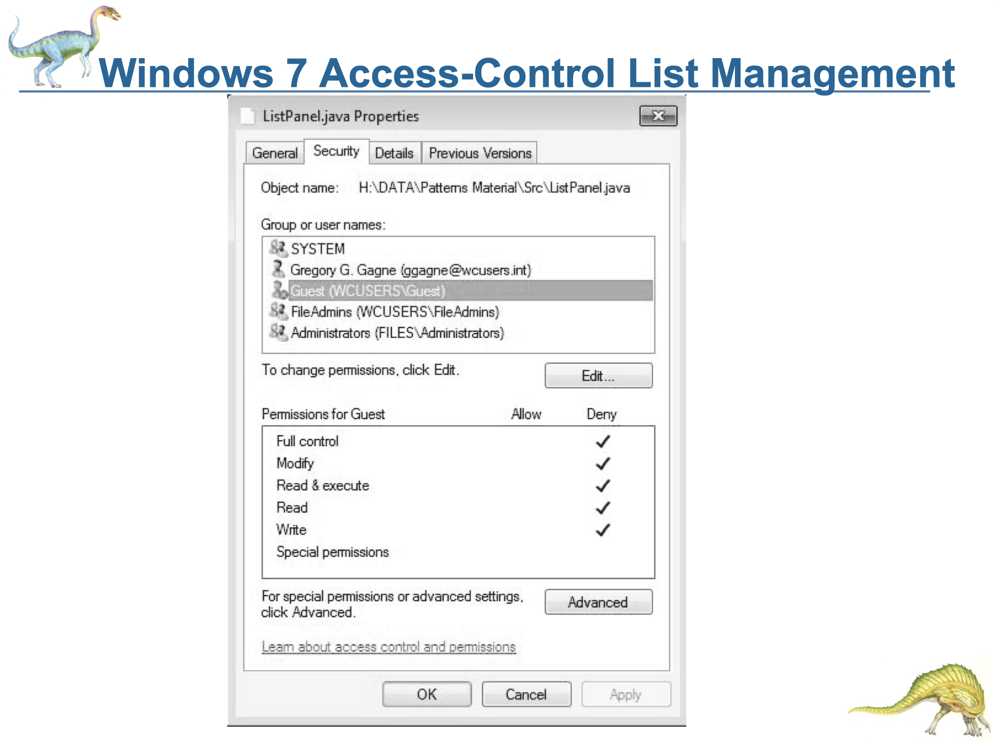 Windows 7 Access-Control List Management
ListPanel.java Properties
General Security Details Previous Versions
Object name: H:\DATA\Patterns Material\Src\ListPanel.java
Group or user names:
SYSTEM
Gregory G. Gagne (ggagne@wcusers.int)
Guest (WCUSERS\Guest)
FileAdmins (WCUSERS\FileAdmins)
Administrators (FILES\Administrators)
To change permissions, click Edit. Edit...
Permissions for Guest Allow Deny
Full control
Modify
Read & execute
Read
Write
Special permissions
For special permissions or advanced settings, Advanced
click Advanced.
Learn about access control and permissions
OK Cancel Apply